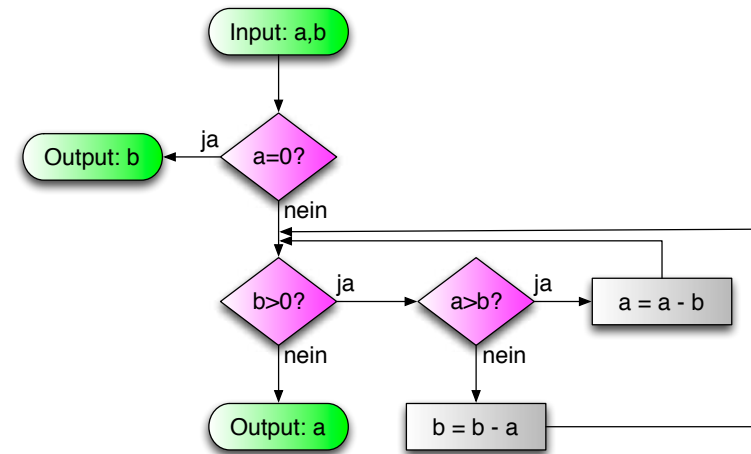 Input: a,b
ja
Output: b
a=0?
nein
b>0?
ja
a>b?
ja
a = a - b
nein
nein
Output: a
b = b - a